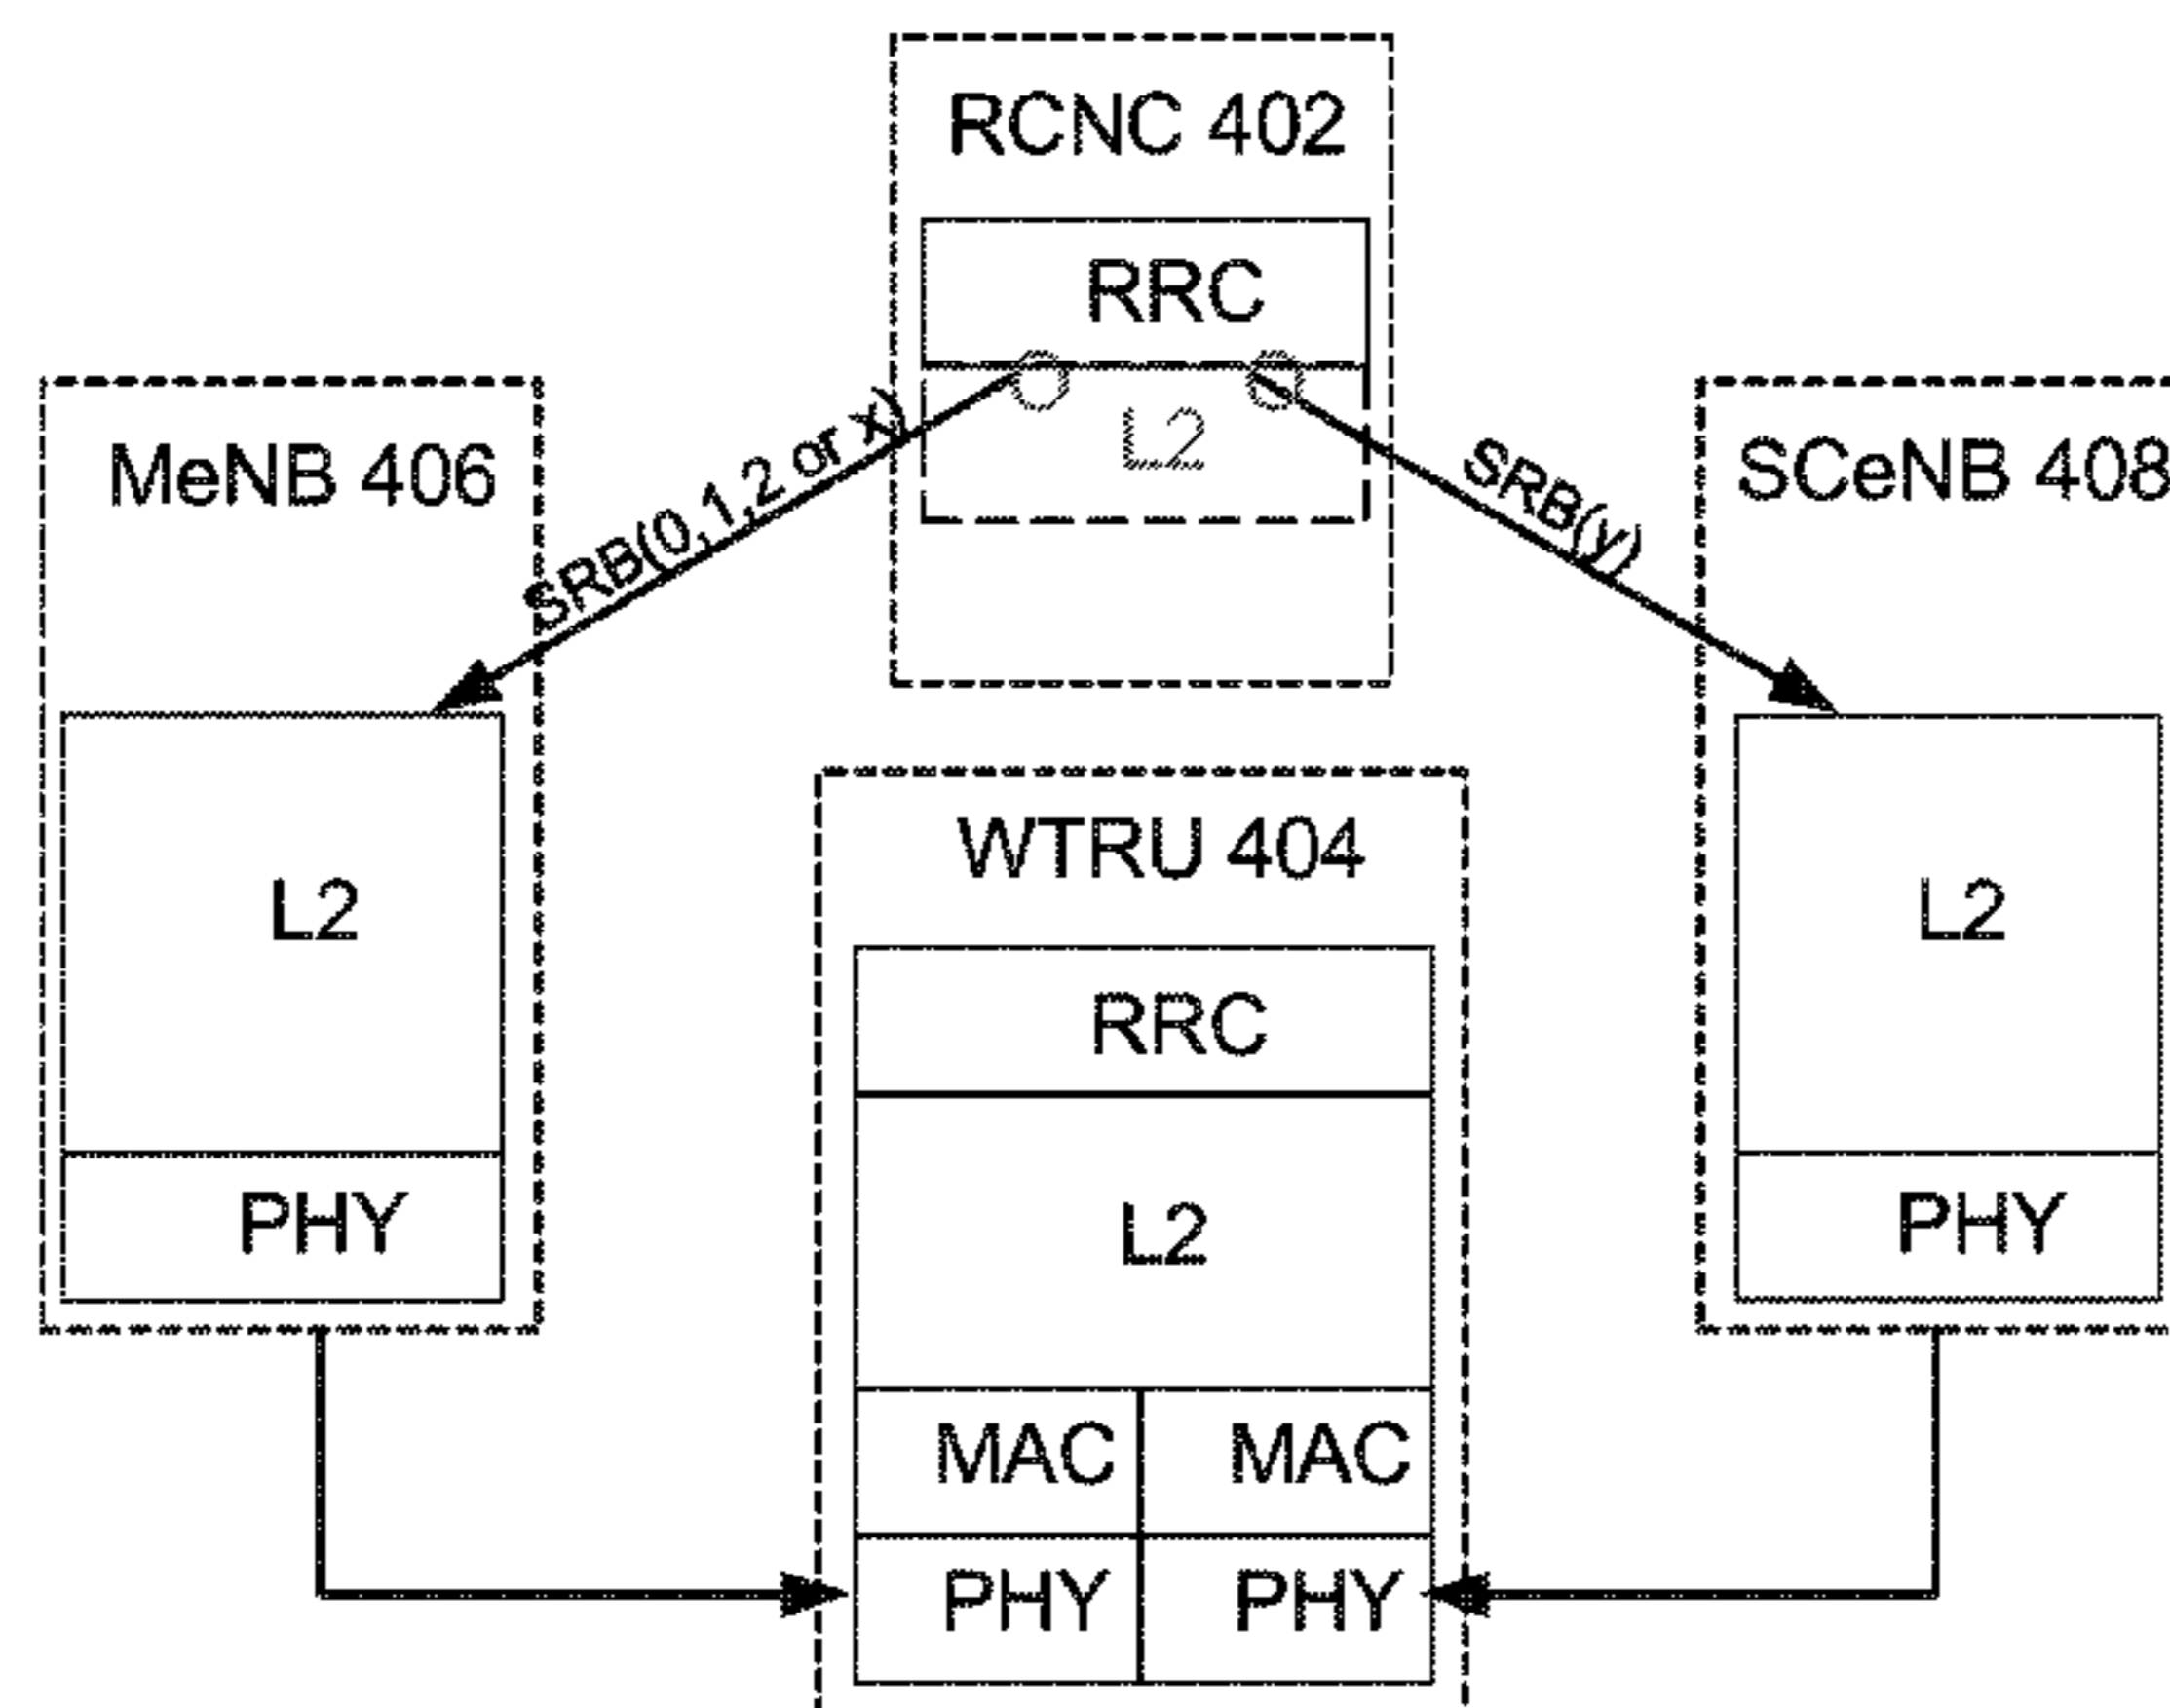 RCNC 402
RRC
L2
SRB(0,1,2 or x)
SRB(y)
MeNB 406
L2
PHY
SCeNB 408
L2
PHY
WTRU 404
RRC
L2
MAC MAC
PHY PHY